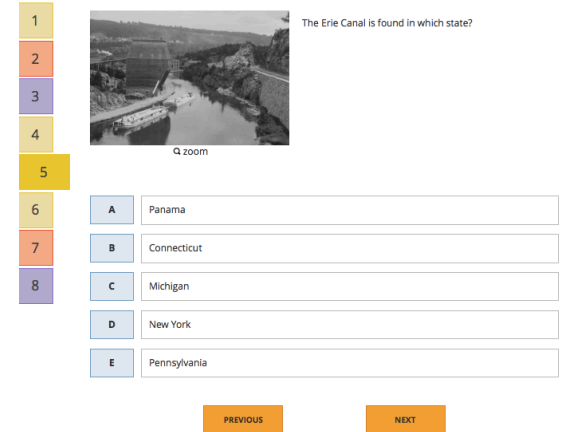 1
2
3
4
5
6
7
8
The Erie Canal is found in which state?
zoom
A Panama
B Connecticut
C Michigan
D New York
E Pennsylvania
PREVIOUS NEXT